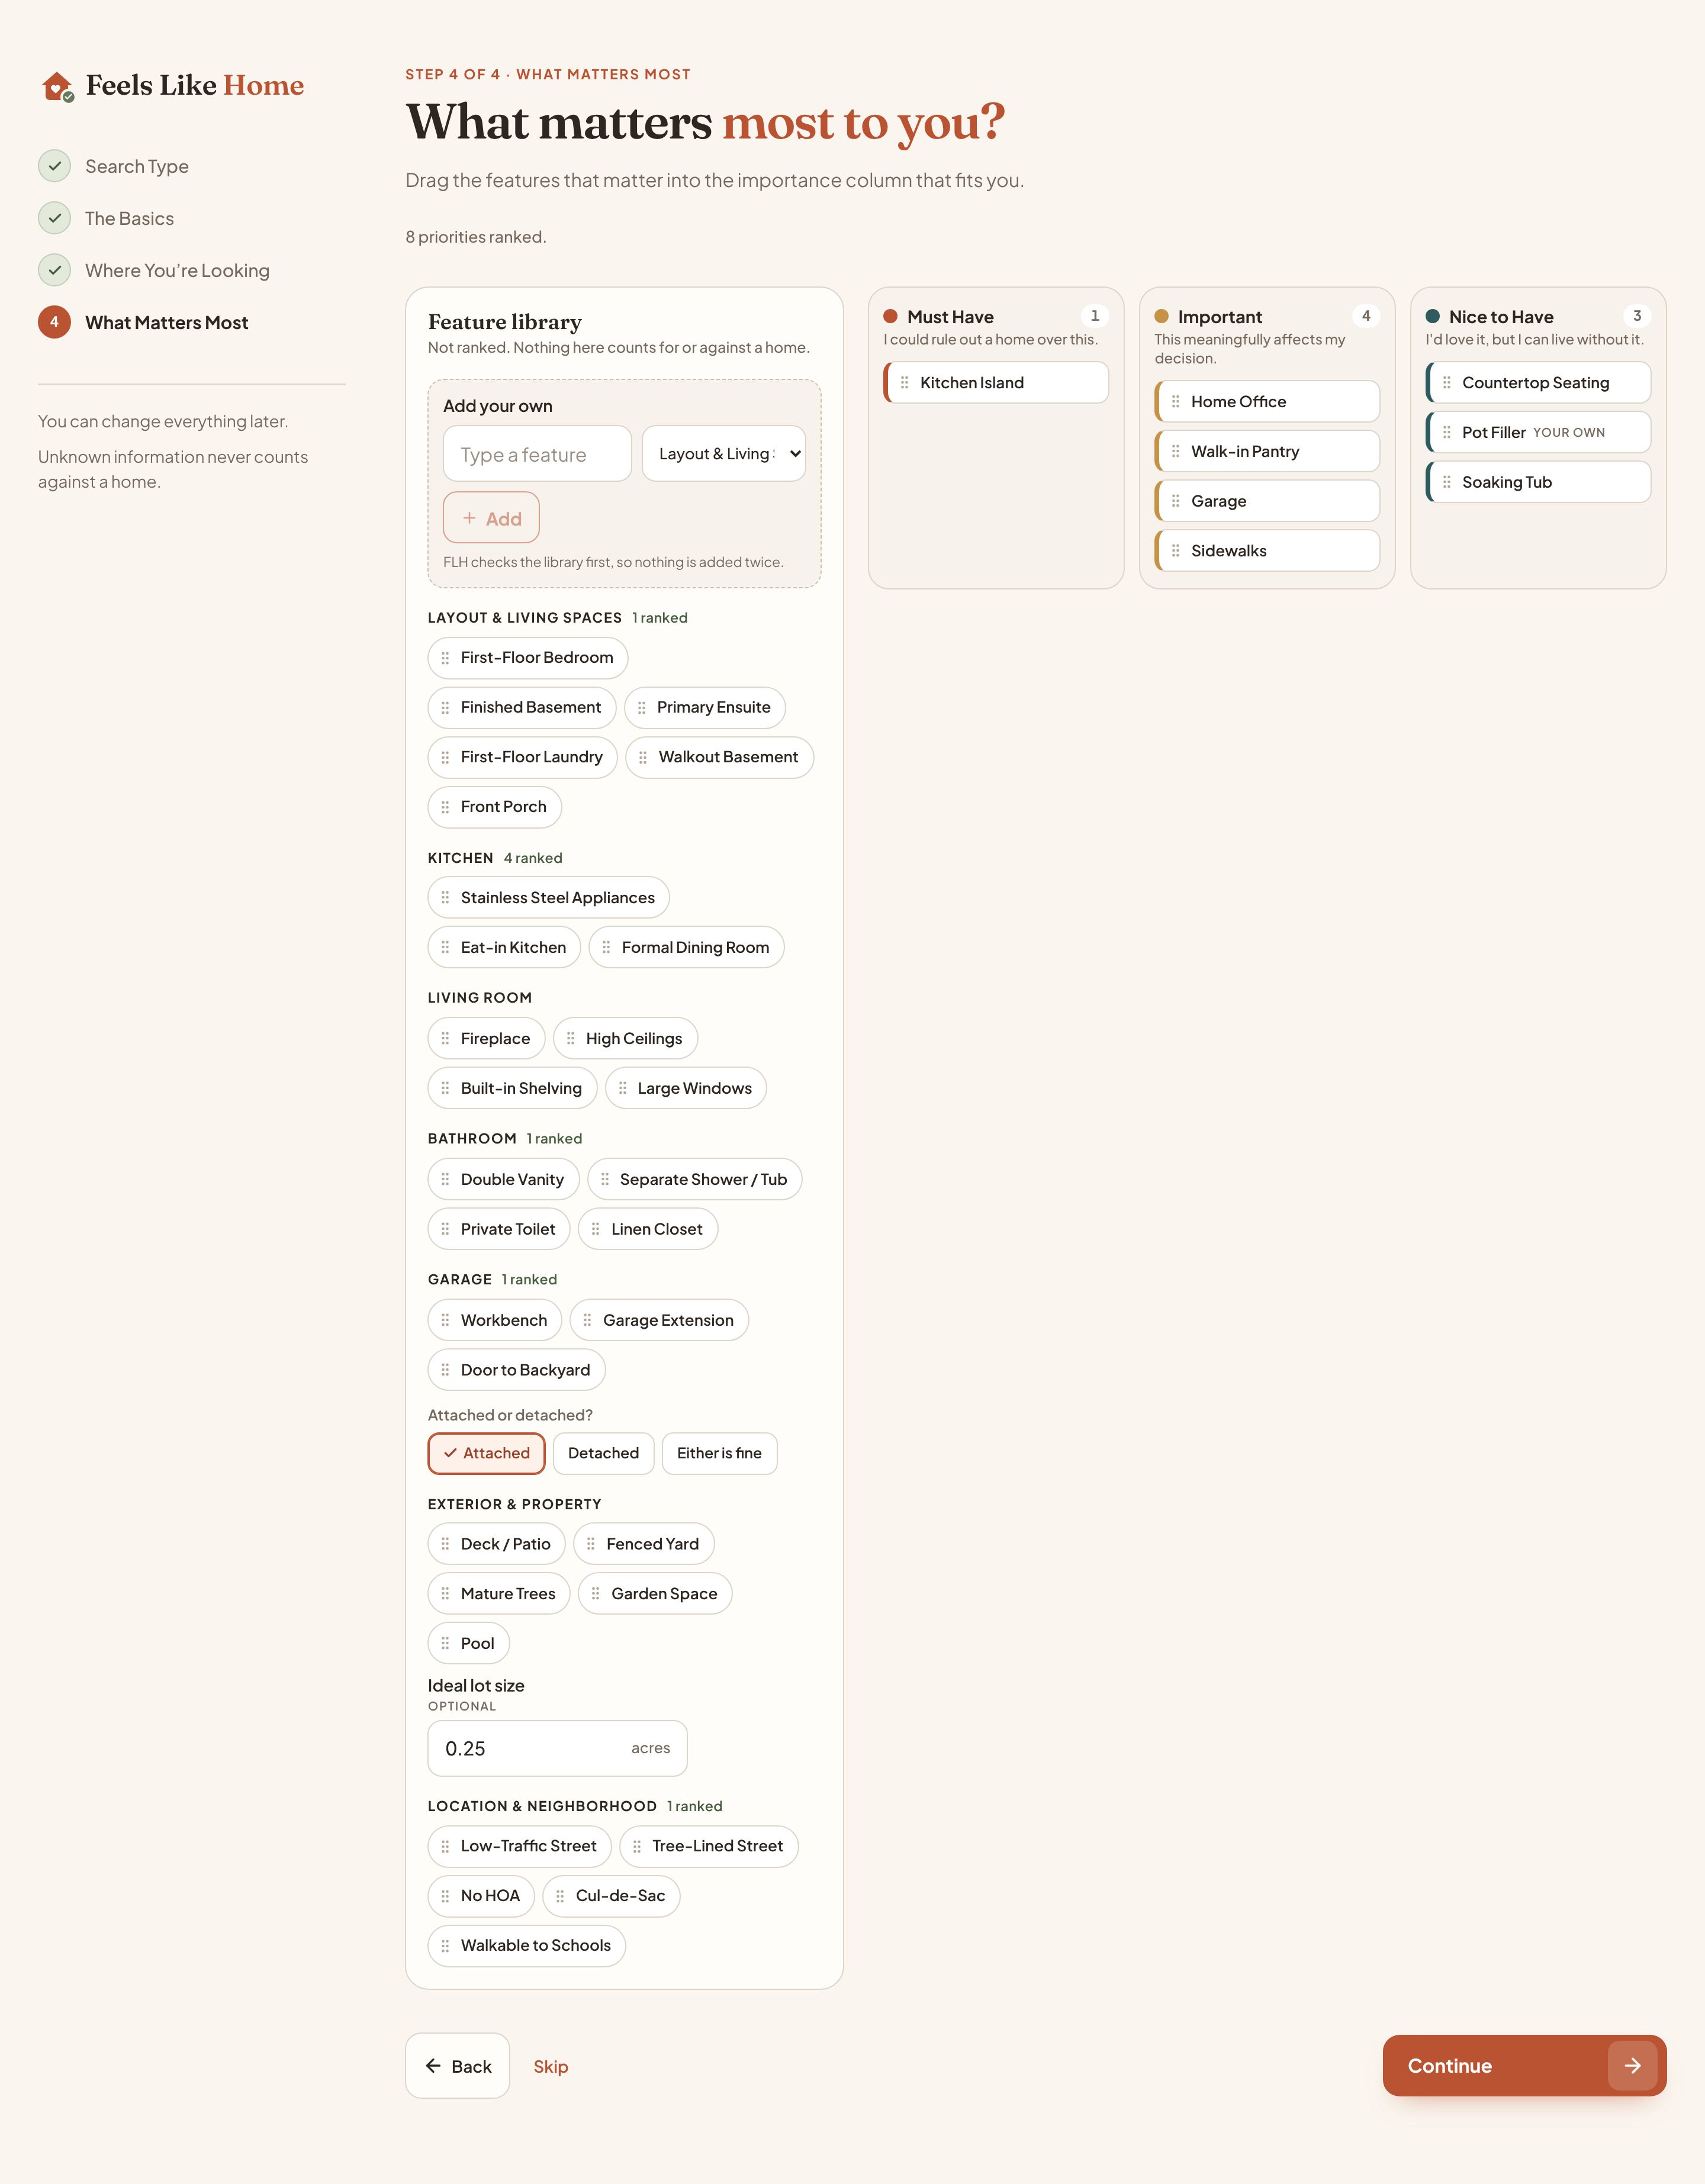 Feels Like Home
Search Type
The Basics
Where You're Looking
4 What Matters Most
You can change everything later.
Unknown information never counts
against a home.
STEP 4 OF 4 · WHAT MATTERS MOST
What matters most to you?
Drag the features that matter into the importance column that fits you.
8 priorities ranked.
Feature library
Not ranked. Nothing here counts for or against a home.
Add your own
Type a feature
Layout & Living
+ Add
FLH checks the library first, so nothing is added twice.
LAYOUT & LIVING SPACES 1 ranked
First-Floor Bedroom
Finished Basement Primary Ensuite
First-Floor Laundry Walkout Basement
Front Porch
KITCHEN 4 ranked
Stainless Steel Appliances
Eat-in Kitchen Formal Dining Room
LIVING ROOM
Fireplace High Ceilings
Built-in Shelving Large Windows
BATHROOM 1 ranked
Double Vanity Separate Shower / Tub
Private Toilet Linen Closet
GARAGE 1 ranked
Workbench Garage Extension
Door to Backyard
Attached or detached?
Attached Detached Either is fine
EXTERIOR & PROPERTY
Deck / Patio Fenced Yard
Mature Trees Garden Space
Pool
Ideal lot size
OPTIONAL
0.25 acres
LOCATION & NEIGHBORHOOD 1 ranked
Low-Traffic Street Tree-Lined Street
No HOA Cul-de-Sac
Walkable to Schools
Must Have 1
I could rule out a home over this.
Kitchen Island
Important 4
This meaningfully affects my
decision.
Home Office
Walk-in Pantry
Garage
Sidewalks
Nice to Have 3
I'd love it, but I can live without it.
Countertop Seating
Pot Filler YOUR OWN
Soaking Tub
Back
Skip
Continue